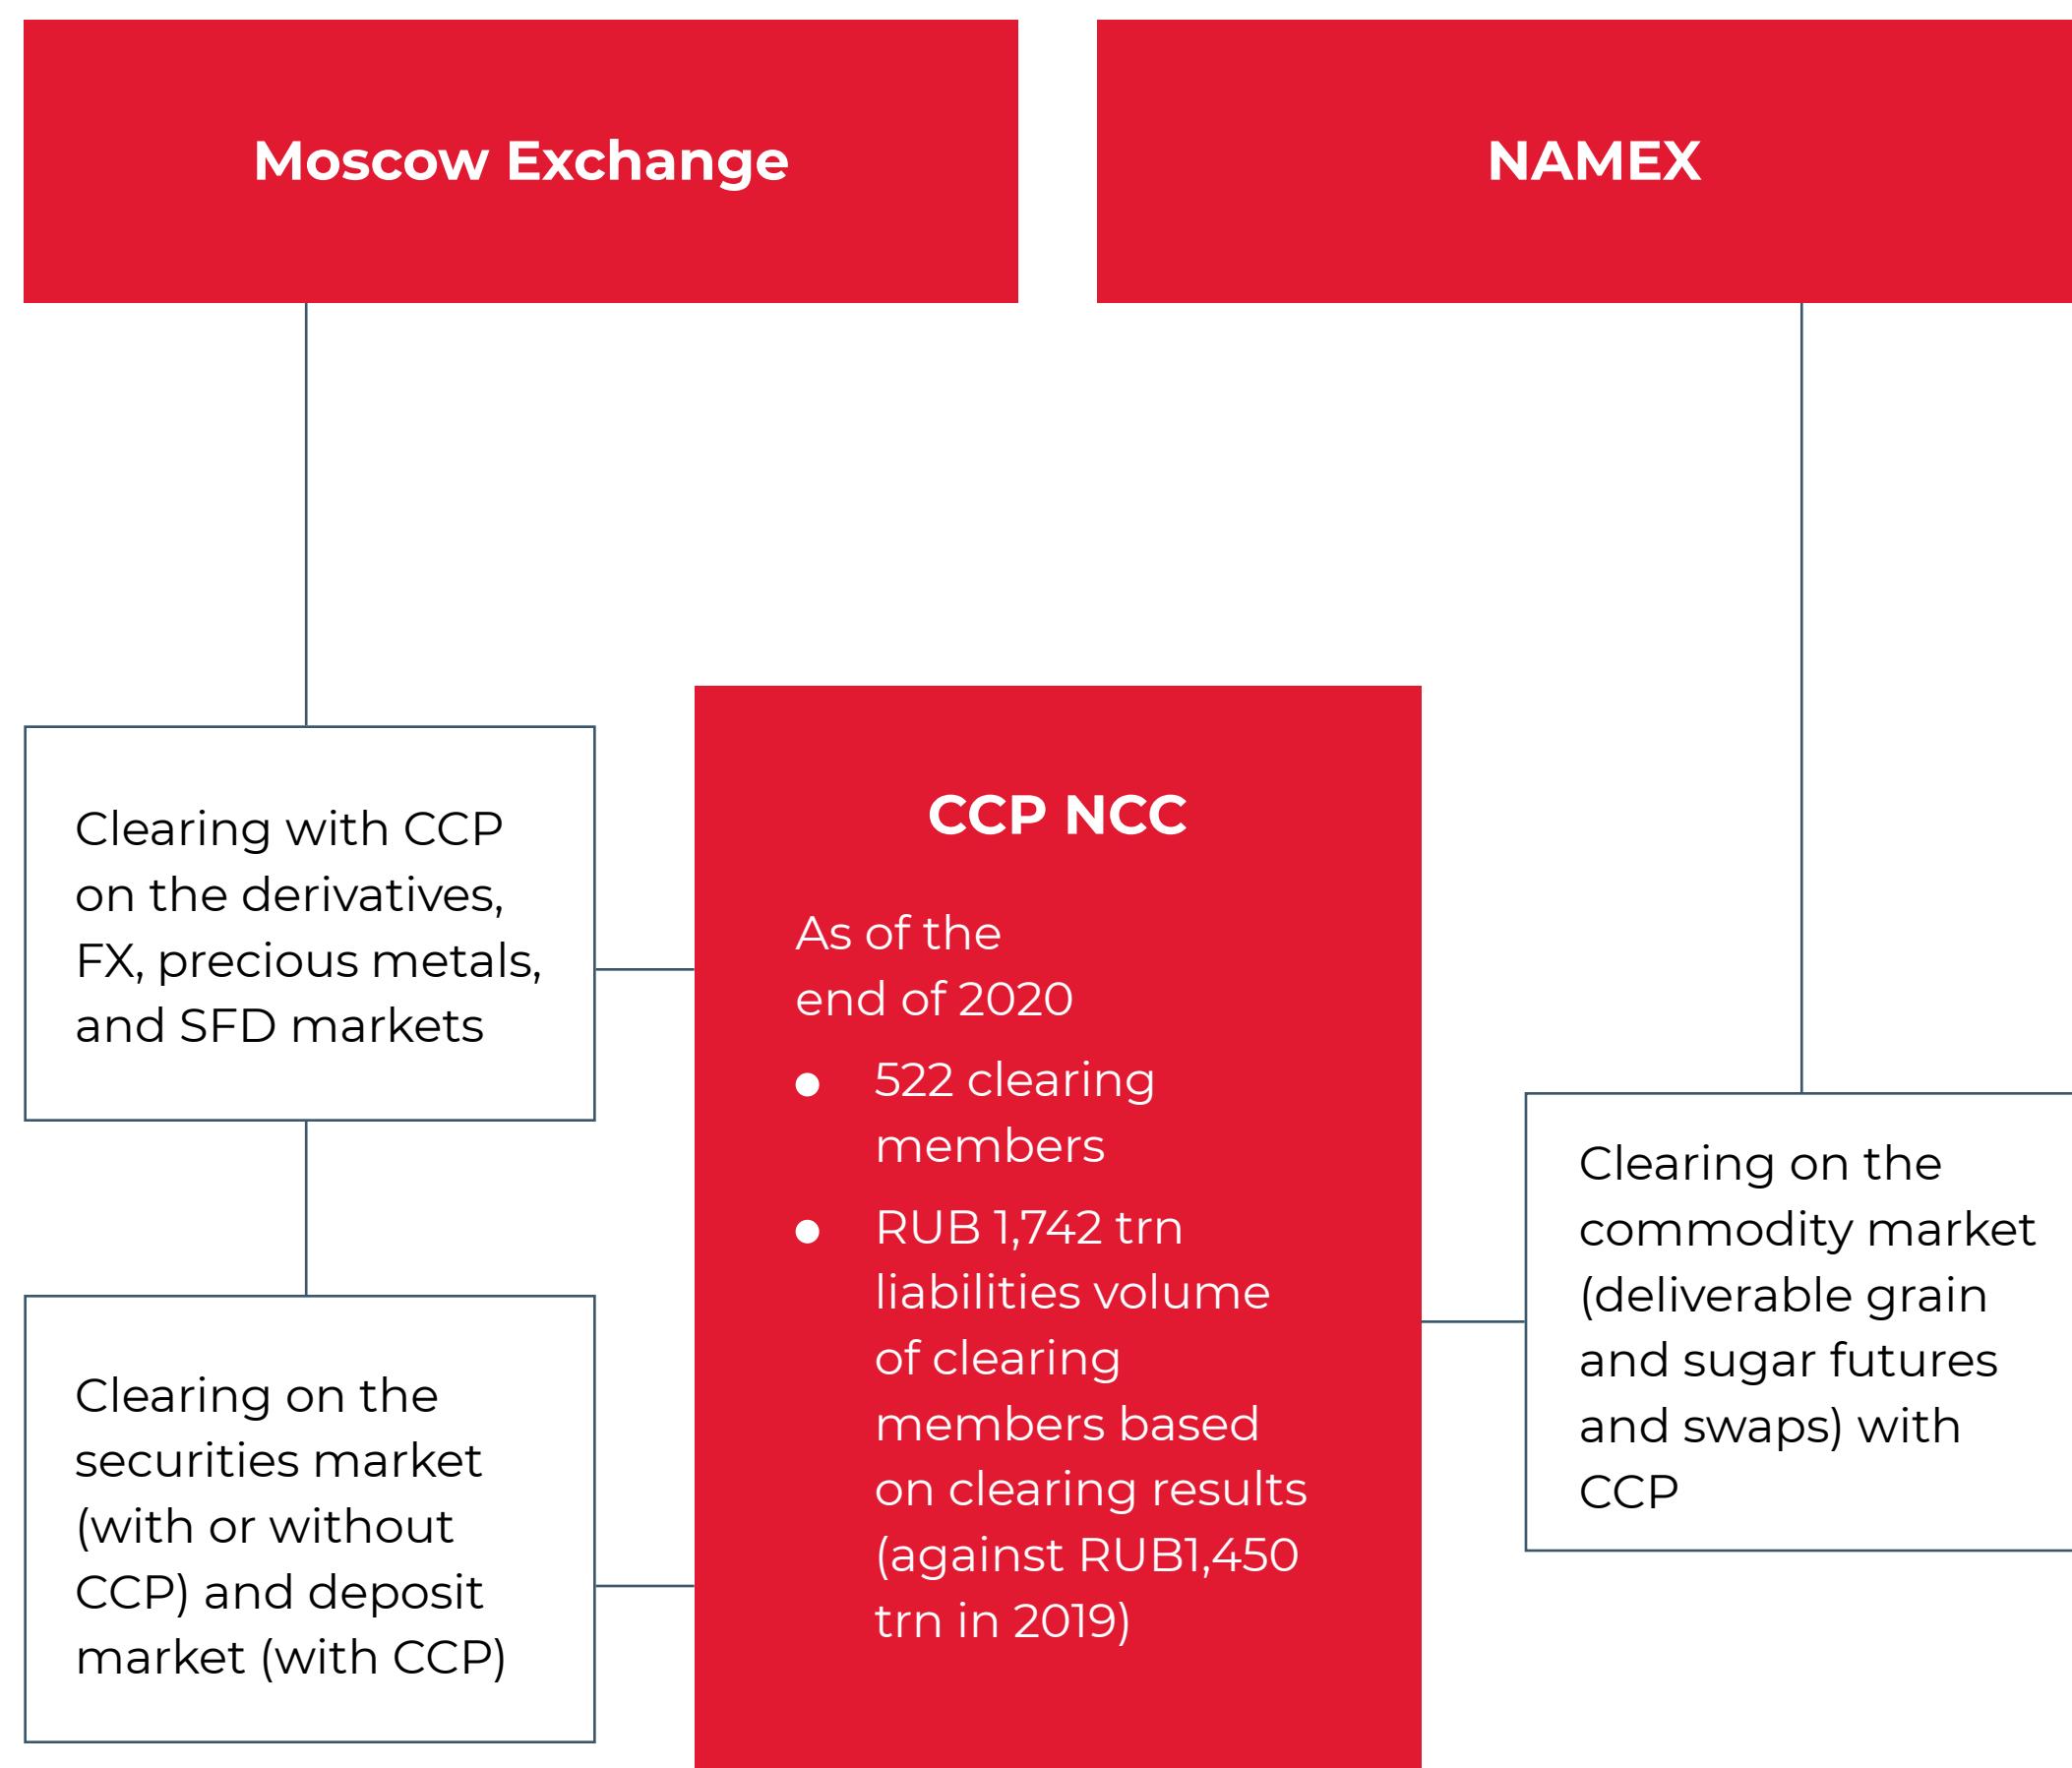 Moscow Exchange
NAMEX
Clearing with CCP
on the derivatives,
FX, precious metals,
and SFD markets
Clearing on the
securities market
(with or without
CCP) and deposit
market (with CCP)
CCP NCC
As of the
end of 2020
● 522 clearing
members
● RUB 1,742 trn
liabilities volume
of clearing
members based
on clearing results
(against RUB1,450
trn in 2019)
Clearing on the
commodity market
(deliverable grain
and sugar futures
and swaps) with
CCP